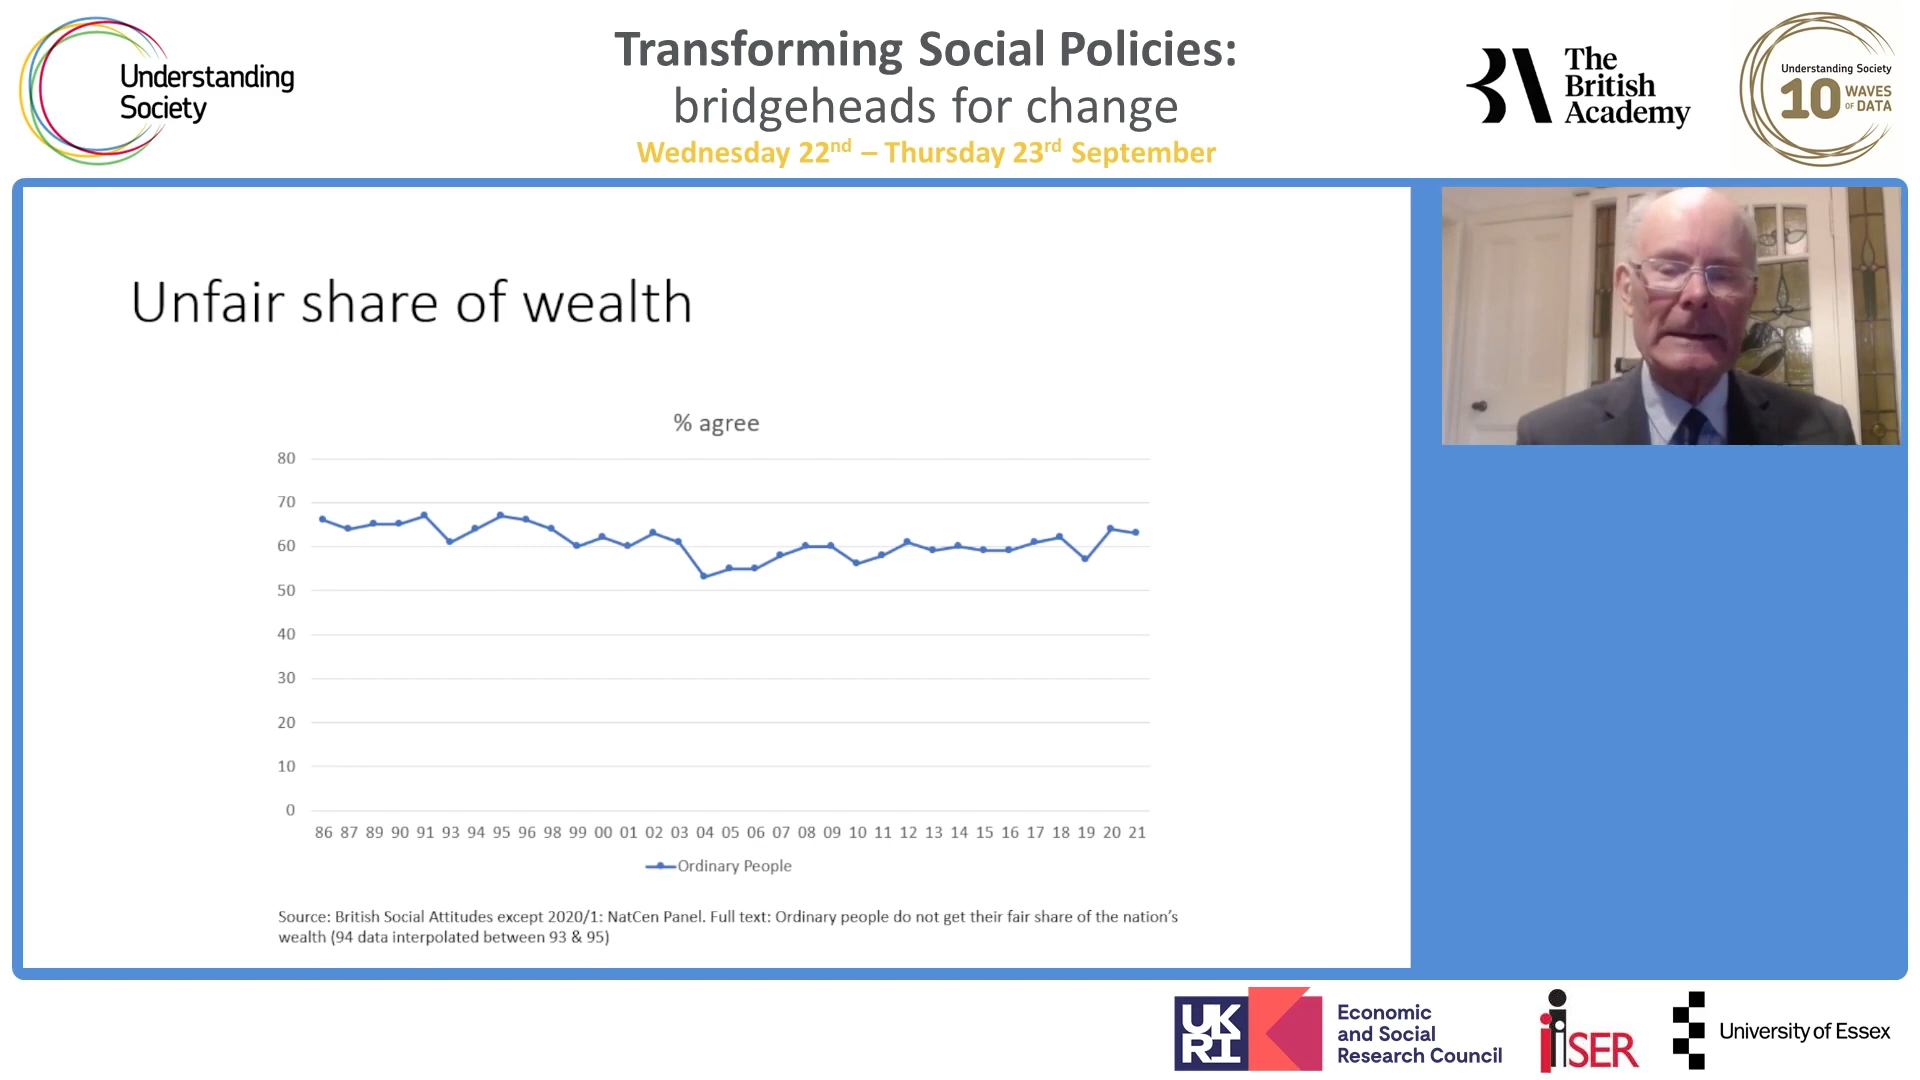 Understanding
Society
Transforming Social Policies:
bridgeheads for change
Wednesday 22nd – Thursday 23rd September
The
British
Academy
Understanding Society
10 WAVES
OF DATA
Unfair share of wealth
% agree
80
70
60
50
40
30
20
10
0
86 87 89 90 91 93 94 95 96 98 99 00 01 02 03 04 05 06 07 08 09 10 11 12 13 14 15 16 17 18 19 20 21
Ordinary People
Source: British Social Attitudes except 2020/1: NatCen Panel. Full text: Ordinary people do not get their fair share of the nation's
wealth (94 data interpolated between 93 & 95)
UK
RI
Economic
and Social
Research Council
iSER
University of Essex